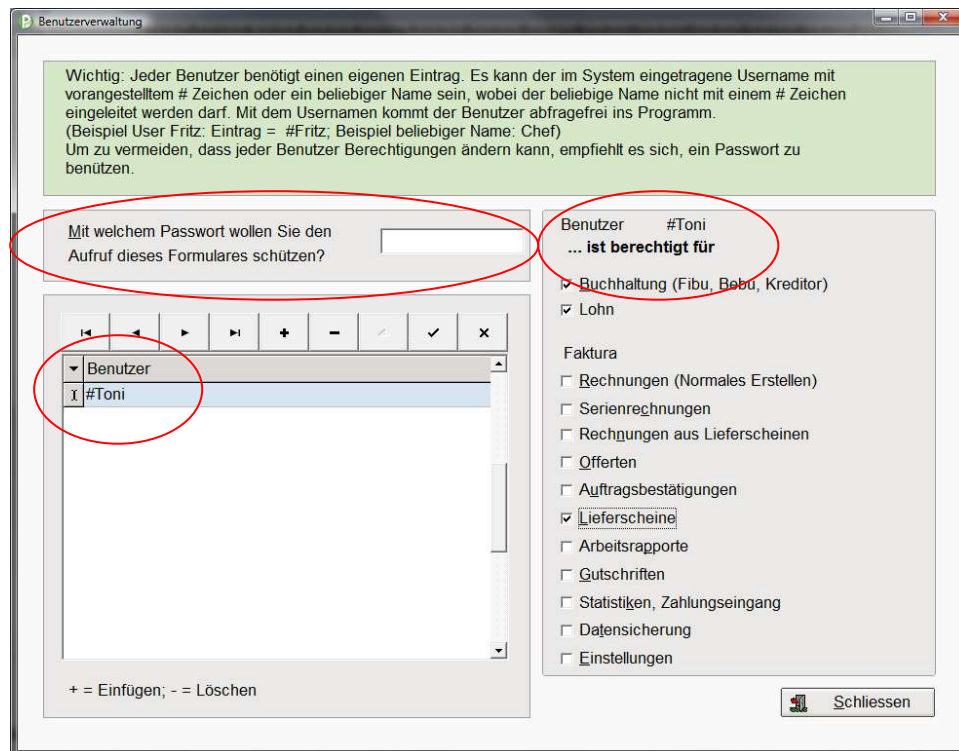 Benutzerverwaltung
Wichtig: Jeder Benutzer benötigt einen eigenen Eintrag. Es kann der im System eingetragene Username mit
vorangestelltem # Zeichen oder ein beliebiger Name sein, wobei der beliebige Name nicht mit einem # Zeichen
eingeleitet werden darf. Mit dem Usernamen kommt der Benutzer abfragefrei ins Programm.
(Beispiel User Fritz: Eintrag = #Fritz; Beispiel beliebiger Name: Chef)
Um zu vermeiden, dass jeder Benutzer Berechtigungen ändern kann, empfiehlt es sich, ein Passwort zu
benützen.
Mit welchem Passwort wollen Sie den
Aufruf dieses Formulares schützen?
Benutzer
#Toni
+ = Einfügen; - = Löschen
Benutzer #Toni
... ist berechtigt für
Buchhaltung (Fibu, Bebu, Kreditor)
Lohn
Faktura
Rechnungen (Normales Erstellen)
Serienrechnungen
Rechnungen aus Lieferscheinen
Offerten
Auftragsbestätigungen
Lieferscheine
Arbeitsrapporte
Gutschriften
Statistiken, Zahlungseingang
Datensicherung
Einstellungen
Schliessen